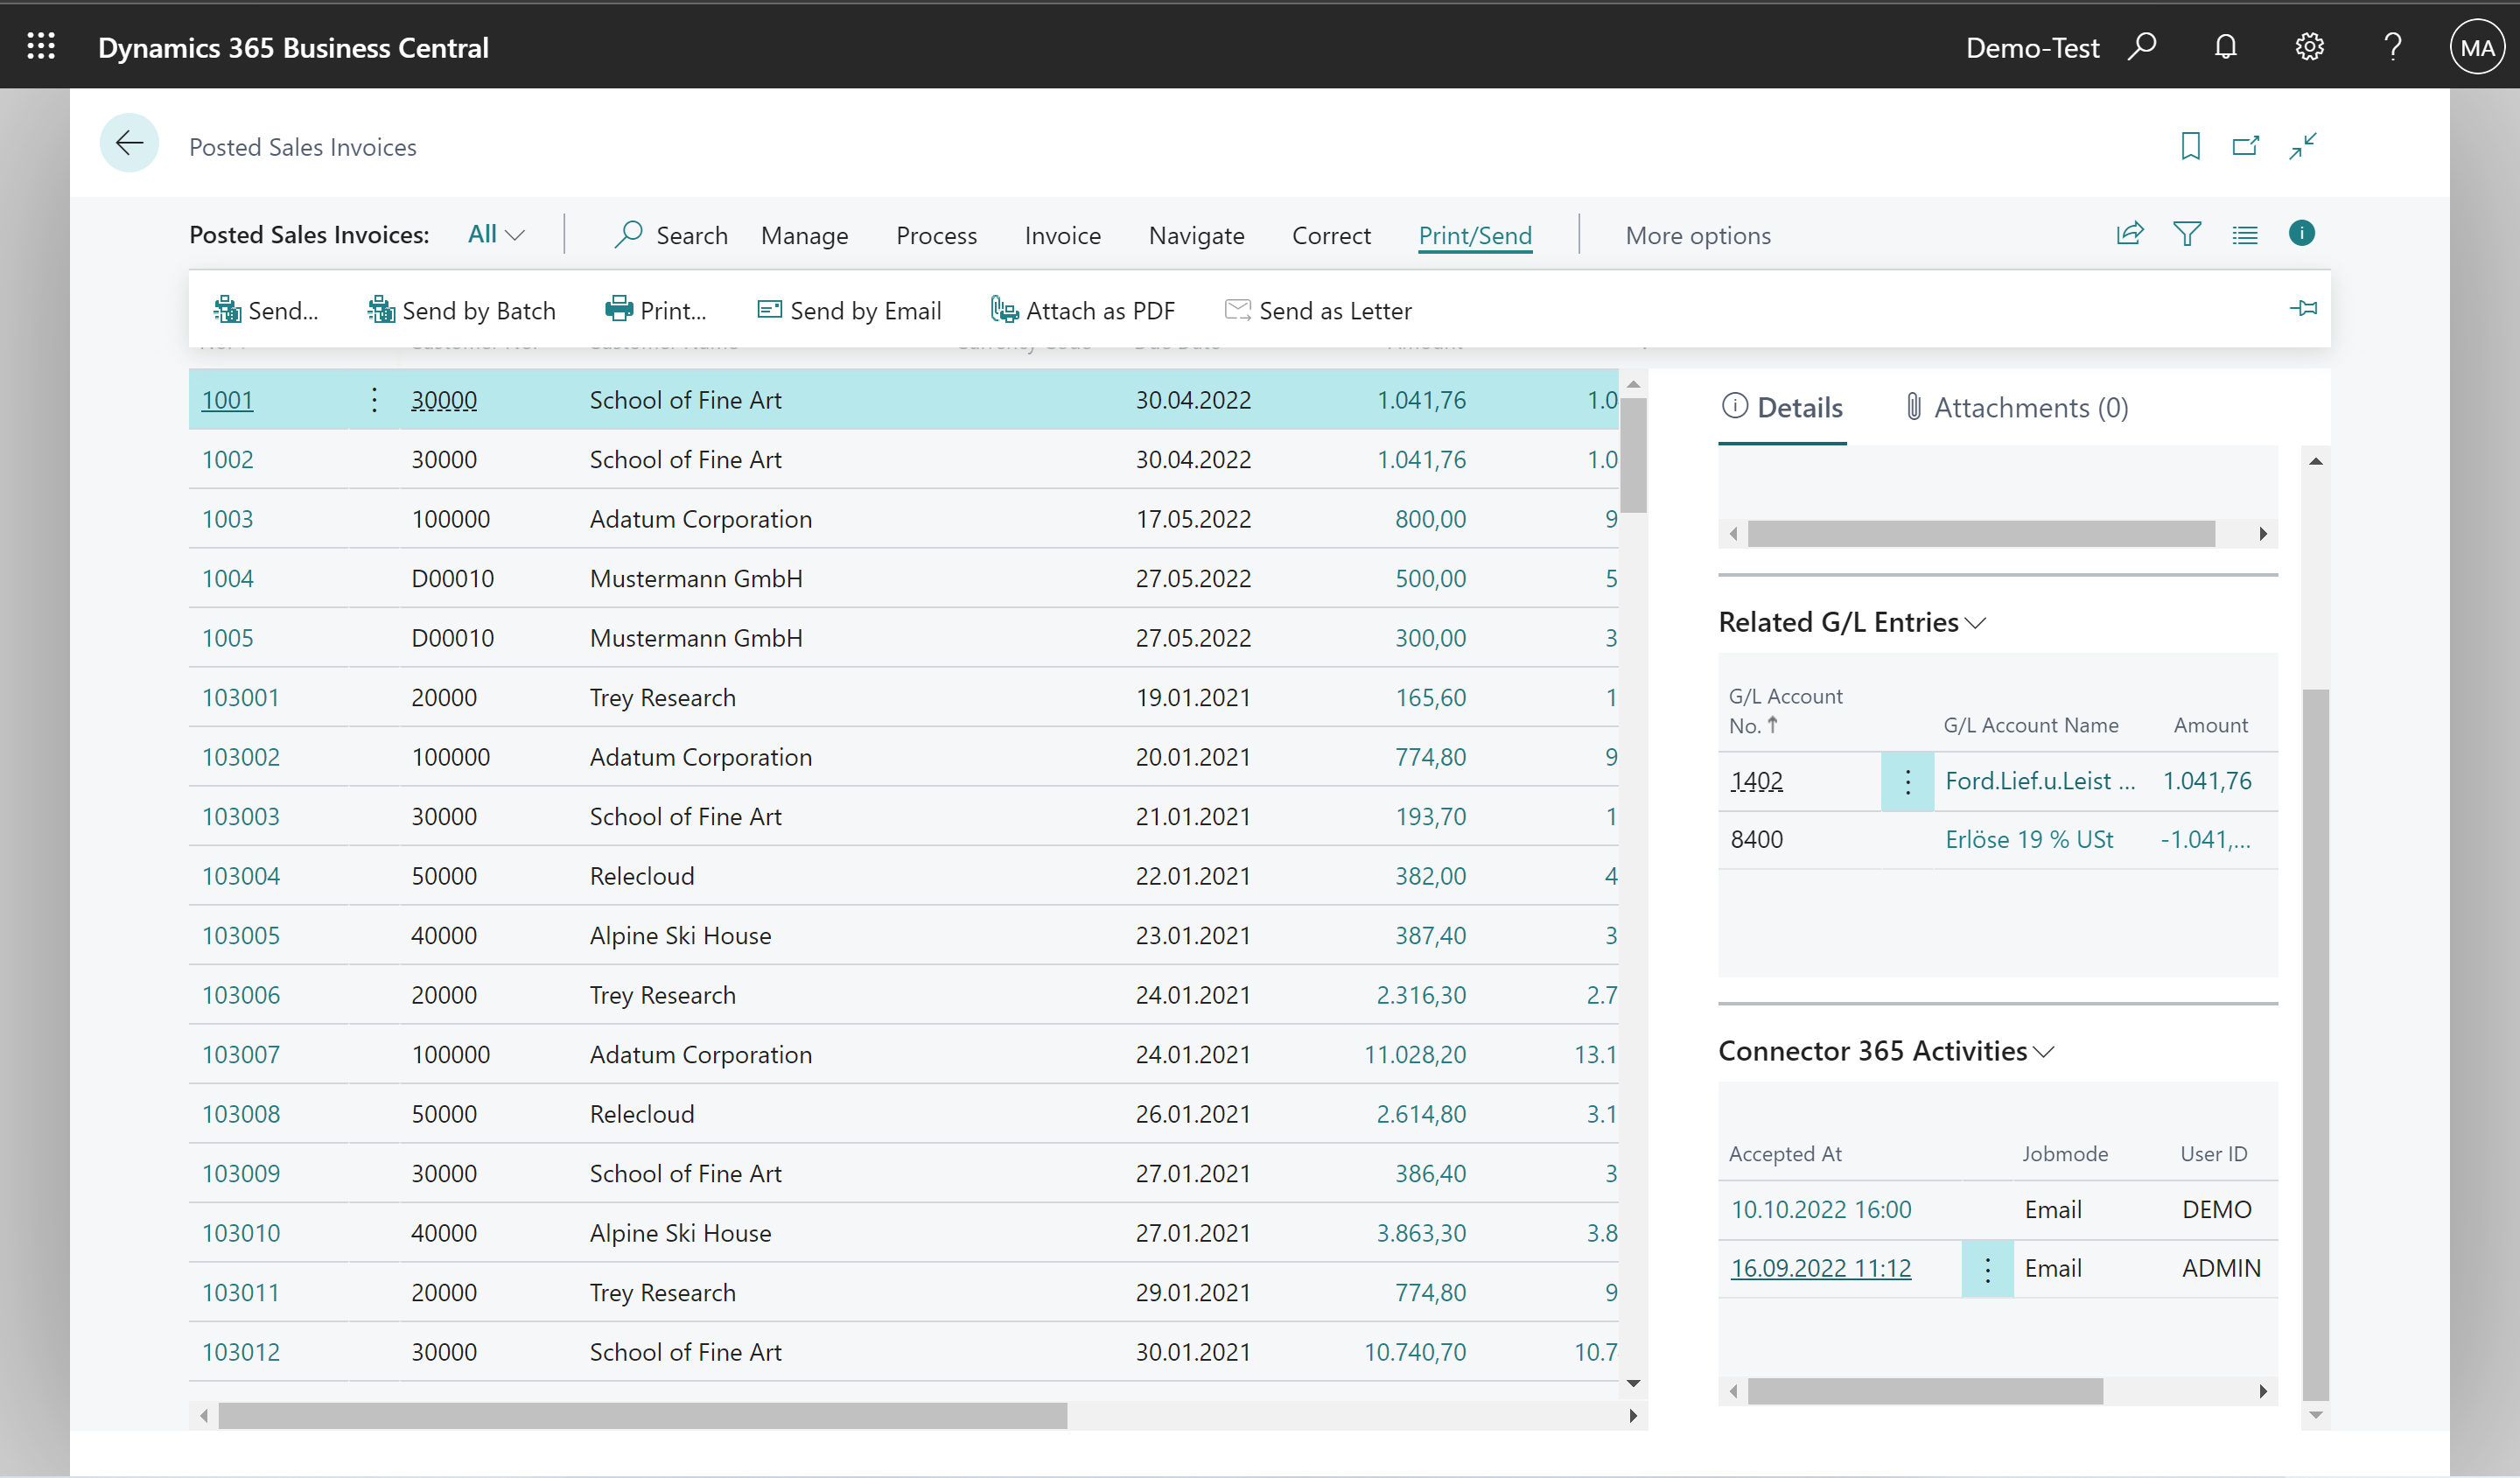 Dynamics 365 Business Central Demo-Test ? MA
Posted Sales Invoices
Posted Sales Invoices: All Search Manage Process Invoice Navigate Correct Print/Send More options
Send... Send by Batch Print... Send by Email Attach as PDF Send as Letter
1001 30000 School of Fine Art 30.04.2022 1.041,76 1.0
1002 30000 School of Fine Art 30.04.2022 1.041,76 1.0
1003 100000 Adatum Corporation 17.05.2022 800,00 9
1004 D00010 Mustermann GmbH 27.05.2022 500,00 5
1005 D00010 Mustermann GmbH 27.05.2022 300,00 3
103001 20000 Trey Research 19.01.2021 165,60 1
103002 100000 Adatum Corporation 20.01.2021 774,80 9
103003 30000 School of Fine Art 21.01.2021 193,70 1
103004 50000 Relecloud 22.01.2021 382,00 4
103005 40000 Alpine Ski House 23.01.2021 387,40 3
103006 20000 Trey Research 24.01.2021 2.316,30 2.7
103007 100000 Adatum Corporation 24.01.2021 11.028,20 13.1
103008 50000 Relecloud 26.01.2021 2.614,80 3.1
103009 30000 School of Fine Art 27.01.2021 386,40 3
103010 40000 Alpine Ski House 27.01.2021 3.863,30 3.8
103011 20000 Trey Research 29.01.2021 774,80 9
103012 30000 School of Fine Art 30.01.2021 10.740,70 10.7
Details Attachments (0)
Related G/L Entries
G/L Account
No. ↑ G/L Account Name Amount
1402 Ford.Lief.u.Leist ... 1.041,76
8400 Erlöse 19 % USt -1.041,...
Connector 365 Activities
Accepted At Jobmode User ID
10.10.2022 16:00 Email DEMO
16.09.2022 11:12 Email ADMIN